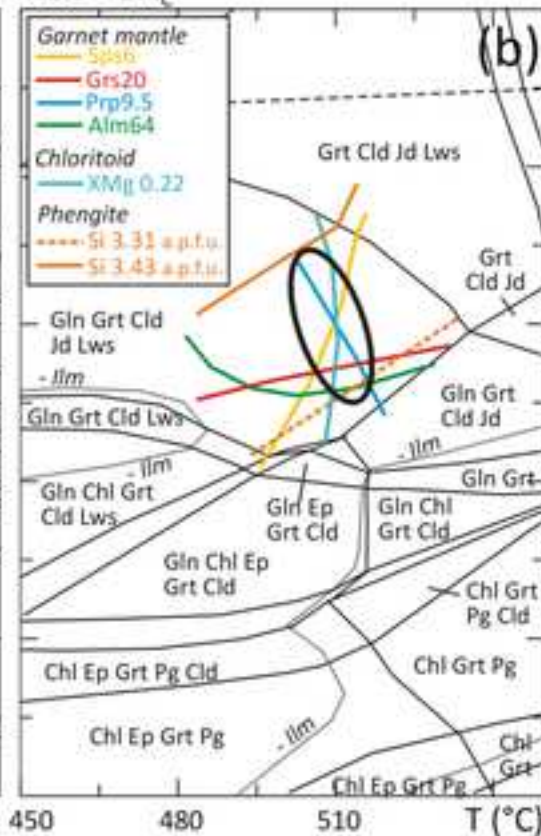 (b)
Garnet mantle
Sps6
Grs20
Prp9.5
Alm64
Chloritoid
XMg 0.22
Phengite
Si 3.31 a.p.f.u.
Si 3.43 a.p.f.u.
Grt Cld Jd Lws
Grt
Cld Jd
Gln Grt Cld
Jd Lws
- Ilm
Gln Grt Cld Lws
Gln Grt
Cld Jd
- Ilm
- Ilm
Gln Grt
Gln Chl Grt
Cld Lws
Gln Ep
Grt Cld
Gln Chl
Grt Cld
Gln Chl Ep
Grt Cld
Chl Grt
Pg Cld
Chl Ep Grt Pg Cld
Chl Grt Pg
Chl Ep Grt Pg
- Ilm
Chl
Grt
Chl Ep Grt Pg
450
480
510
T (°C)